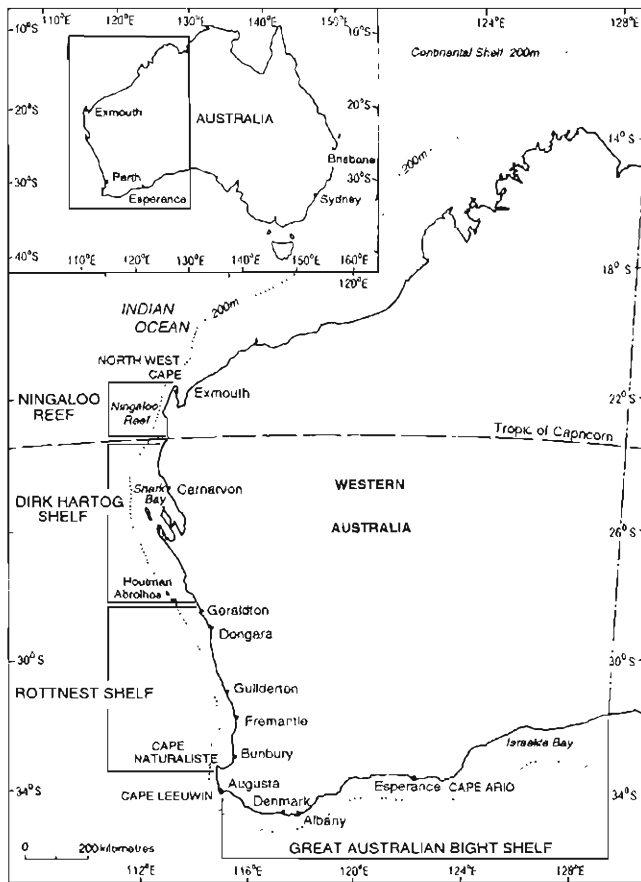 110°E 120°E 130°E 140°E 150°E
124°E 128°E
10°S
16°S
Continental Shelf 200m
20°S
20°S
Exmouth
AUSTRALIA
14°S
200m
Brisbane
30°S
30°S
Perth
Esperance
Sydney
40°S
40°S
110°E 120°E 130°E 140°E 150°E 160°E
120°E
18°S
INDIAN
OCEAN
200m
NORTH WEST
CAPE
Exmouth
22°S
NINGALOO
REEF
Ningaloo
Reef
Tropic of Capricorn
Shark
Bay
Carnarvon
WESTERN
AUSTRALIA
DIRK HARTOG
SHELF
26°S
Houtman
Abrolhos
Geraldton
Dongara
30°S
30°S
ROTTNEST SHELF
Guilderton
Fremantle
CAPE
NATURALISTE
Bunbury
Israelite Bay
34°S
CAPE LEEUWIN
Augusta
Esperance CAPE ARID
34°S
Denmark
Albány
0 200 kilometres
GREAT AUSTRALIAN BIGHT SHELF
112°E 116°E 120°E 124°E 128°E